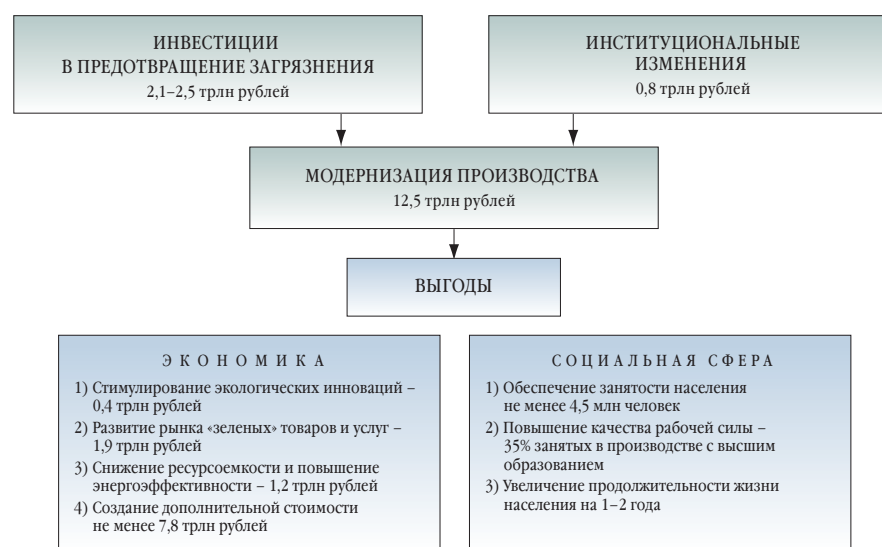 ИНВЕСТИЦИИ
В ПРЕДОТВРАЩЕНИЕ ЗАГРЯЗНЕНИЯ
2,1–2,5 трлн рублей
ИНСТИТУЦИОНАЛЬНЫЕ
ИЗМЕНЕНИЯ
0,8 трлн рублей
МОДЕРНИЗАЦИЯ ПРОИЗВОДСТВА
12,5 трлн рублей
ВЫГОДЫ
ЭКОНОМИКА
1) Стимулирование экологических инноваций –
0,4 трлн рублей
2) Развитие рынка «зеленых» товаров и услуг –
1,9 трлн рублей
3) Снижение ресурсоемкости и повышение
энергоэффективности – 1,2 трлн рублей
4) Создание дополнительной стоимости
не менее 7,8 трлн рублей
СОЦИАЛЬНАЯ СФЕРА
1) Обеспечение занятости населения
не менее 4,5 млн человек
2) Повышение качества рабочей силы –
35% занятых в производстве с высшим
образованием
3) Увеличение продолжительности жизни
населения на 1–2 года